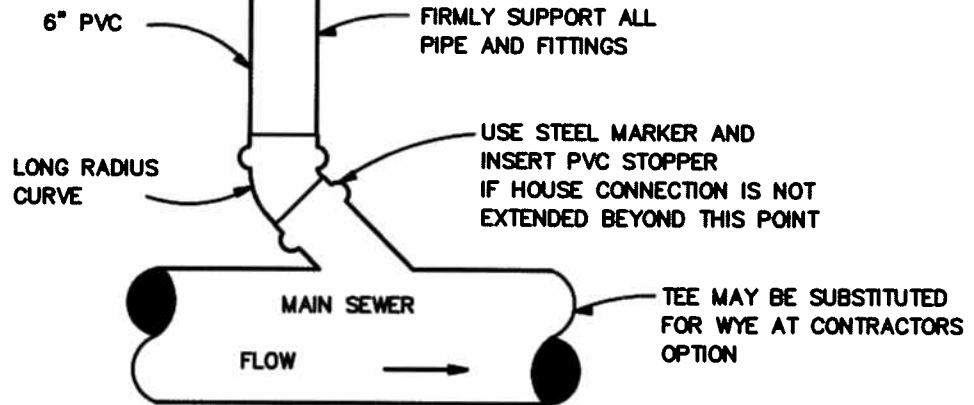 6" PVC
FIRMLY SUPPORT ALL
PIPE AND FITTINGS
USE STEEL MARKER AND
INSERT PVC STOPPER
IF HOUSE CONNECTION IS NOT
EXTENDED BEYOND THIS POINT
LONG RADIUS
CURVE
MAIN SEWER
TEE MAY BE SUBSTITUTED
FOR WYE AT CONTRACTORS
OPTION
FLOW